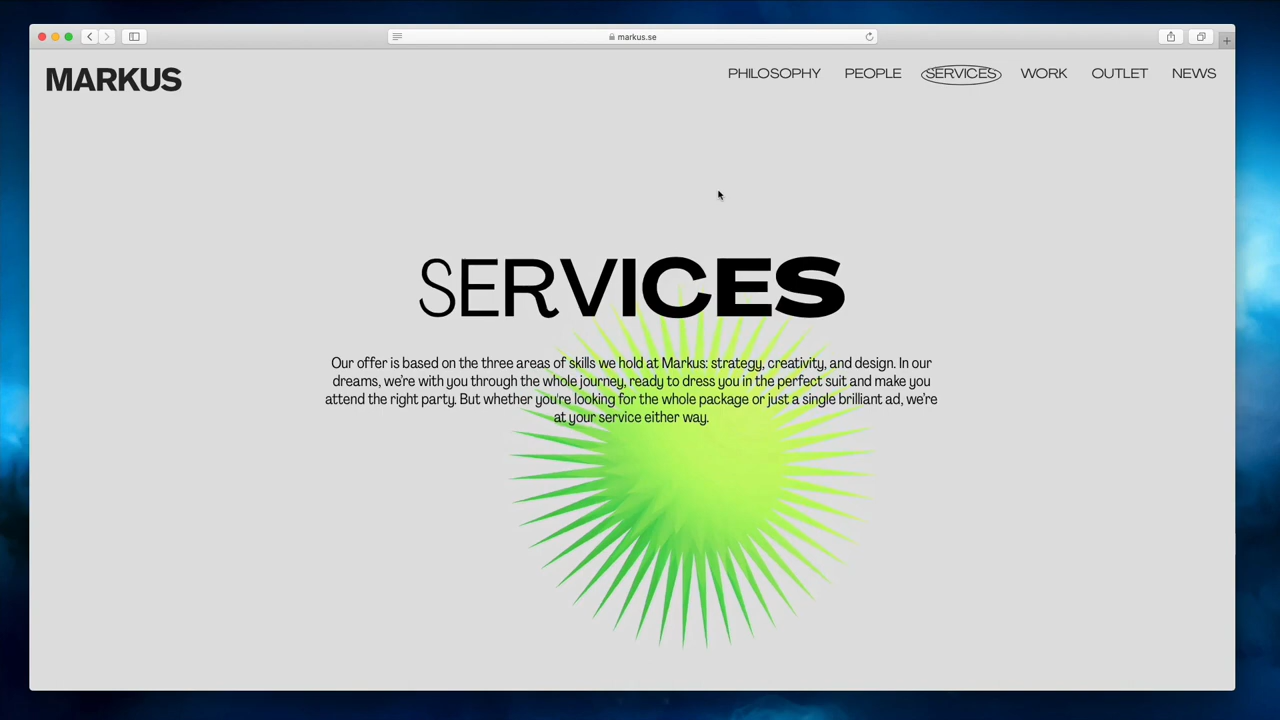 markus.se
MARKUS
PHILOSOPHY PEOPLE SERVICES WORK OUTLET NEWS
SERVICES
Our offer is based on the three areas of skills we hold at Markus: strategy, creativity, and design. In our
dreams, we're with you through the whole journey, ready to dress you in the perfect suit and make you
attend the right party. But whether you're looking for the whole package or just a single brilliant ad, we're
at your service either way.